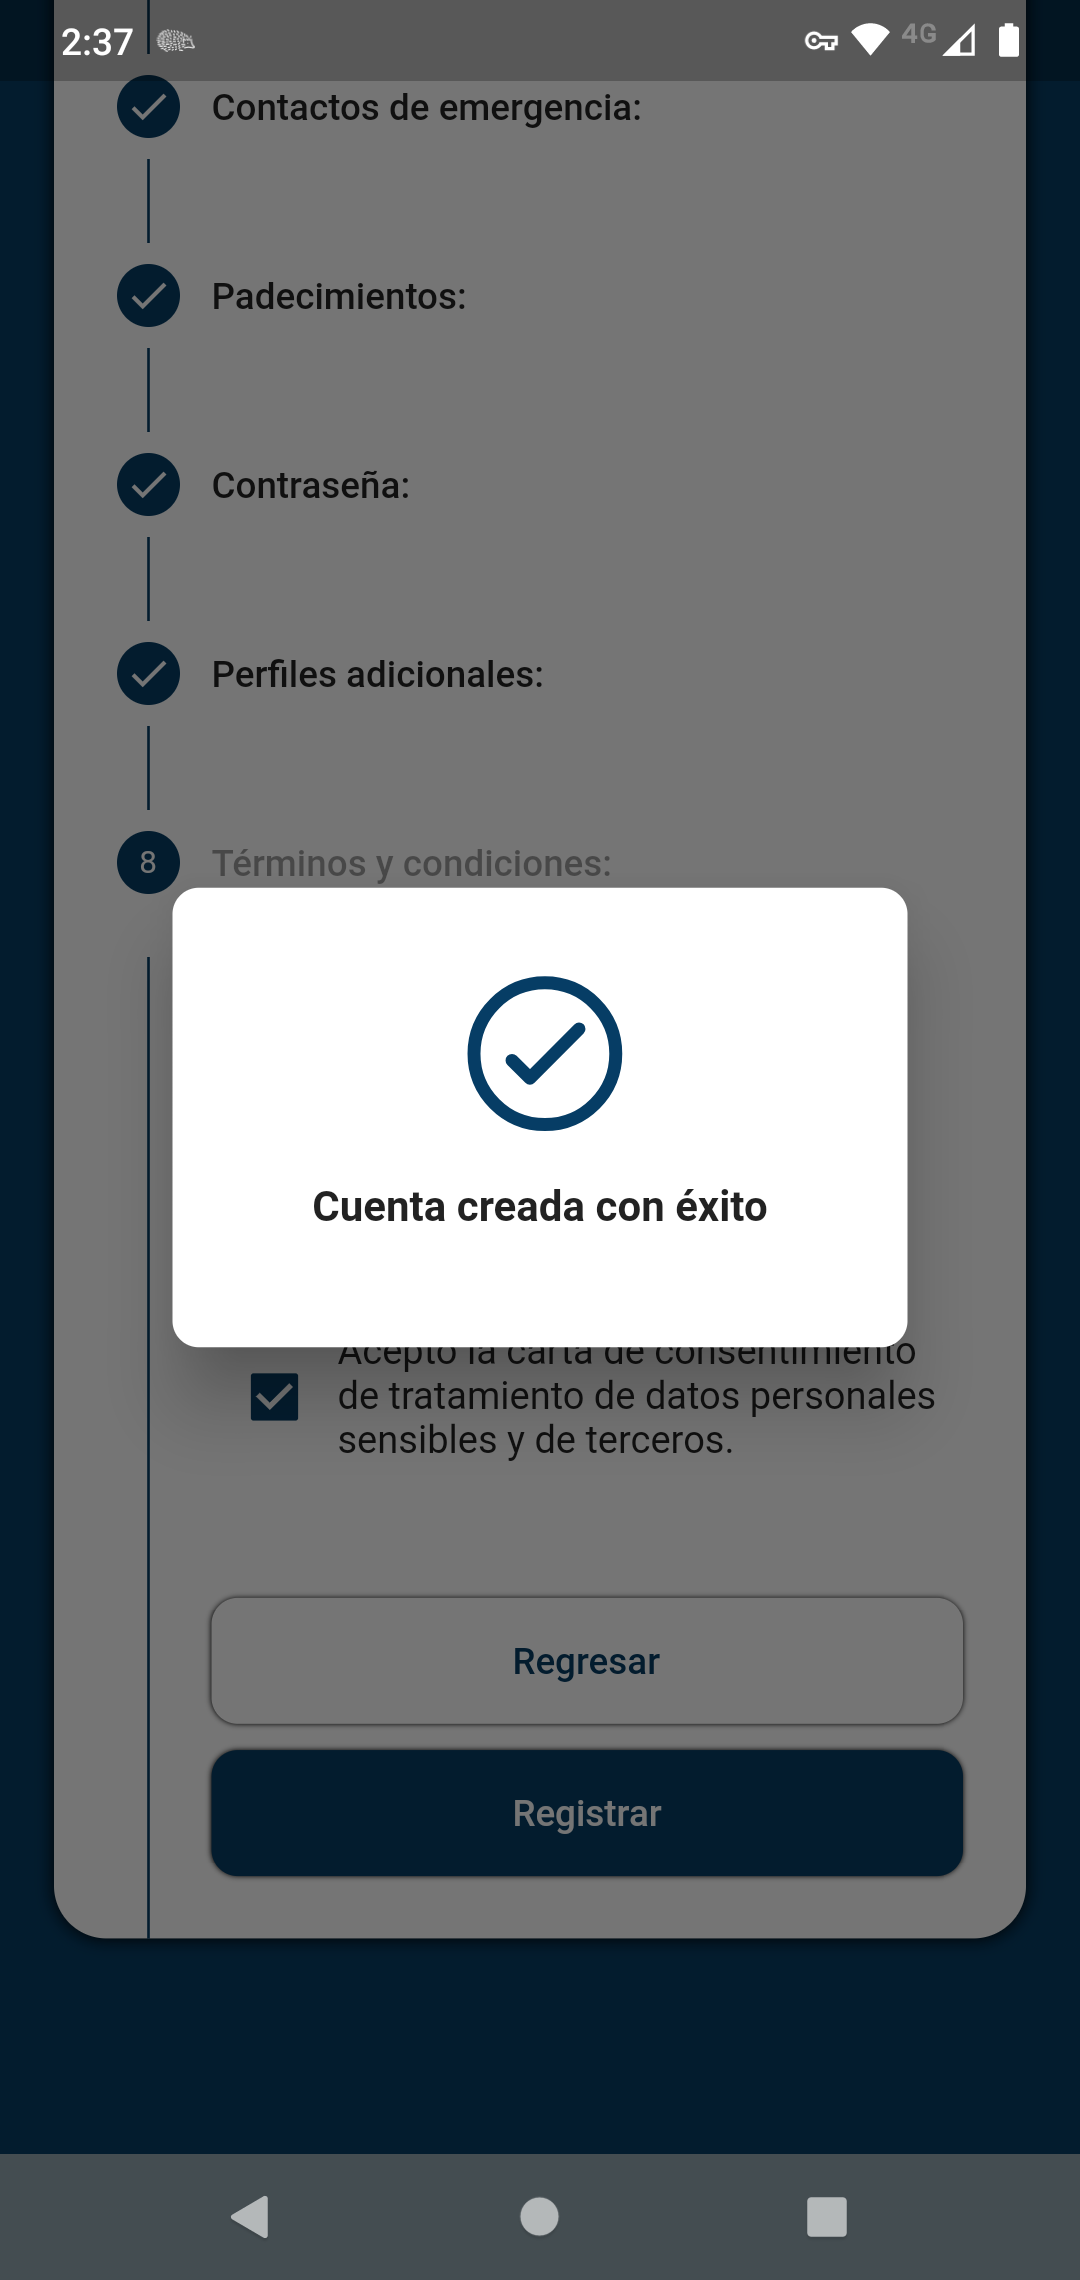 2:37
4G
Contactos de emergencia:
Padecimientos:
Contraseña:
Perfiles adicionales:
8 Términos y condiciones:
Cuenta creada con éxito
Acepto la carta de consentimiento
de tratamiento de datos personales
sensibles y de terceros.
Regresar
Registrar